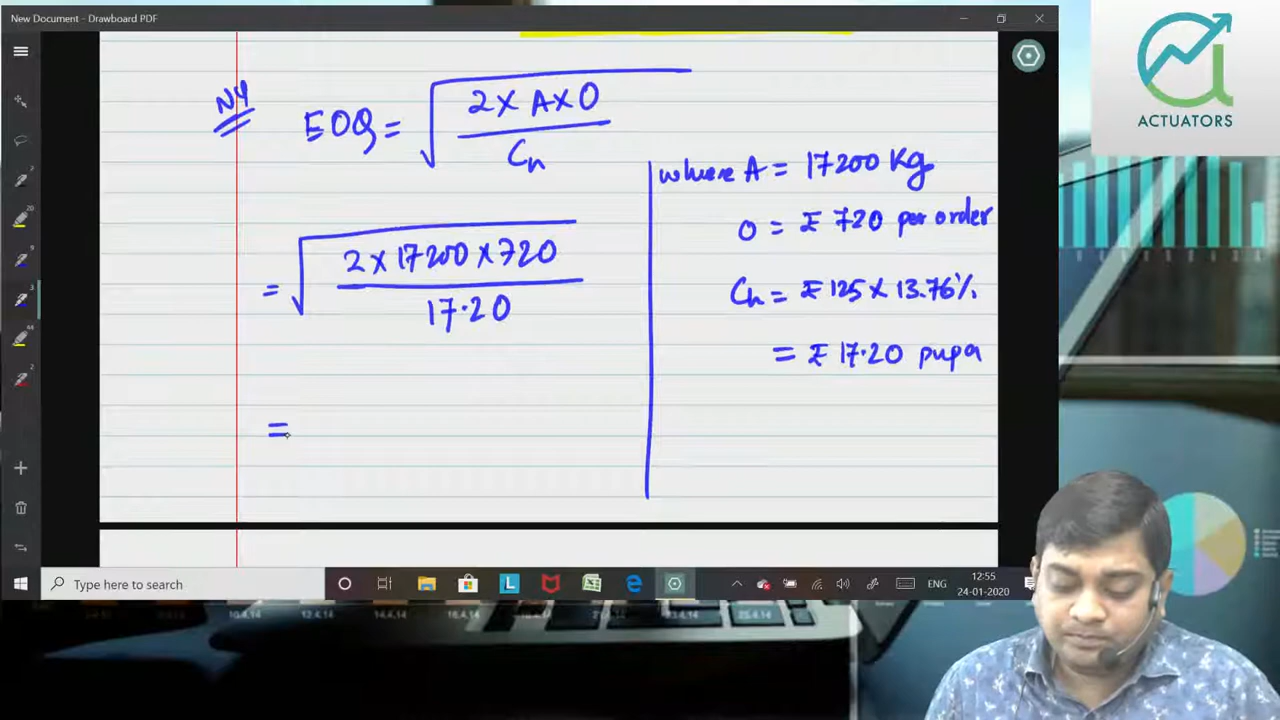 New Document - Drawboard PDF
NY
EOQ = √ 2 x A x O / Ch
where A = 17200 Kg
O = ₹ 720 per order
Ch = ₹ 125 x 13.76%
= ₹ 17.20 pupa
= √ 2 x 17200 x 720 / 17.20
=
ACTUATORS
Type here to search
ENG
12:55
24-01-2020